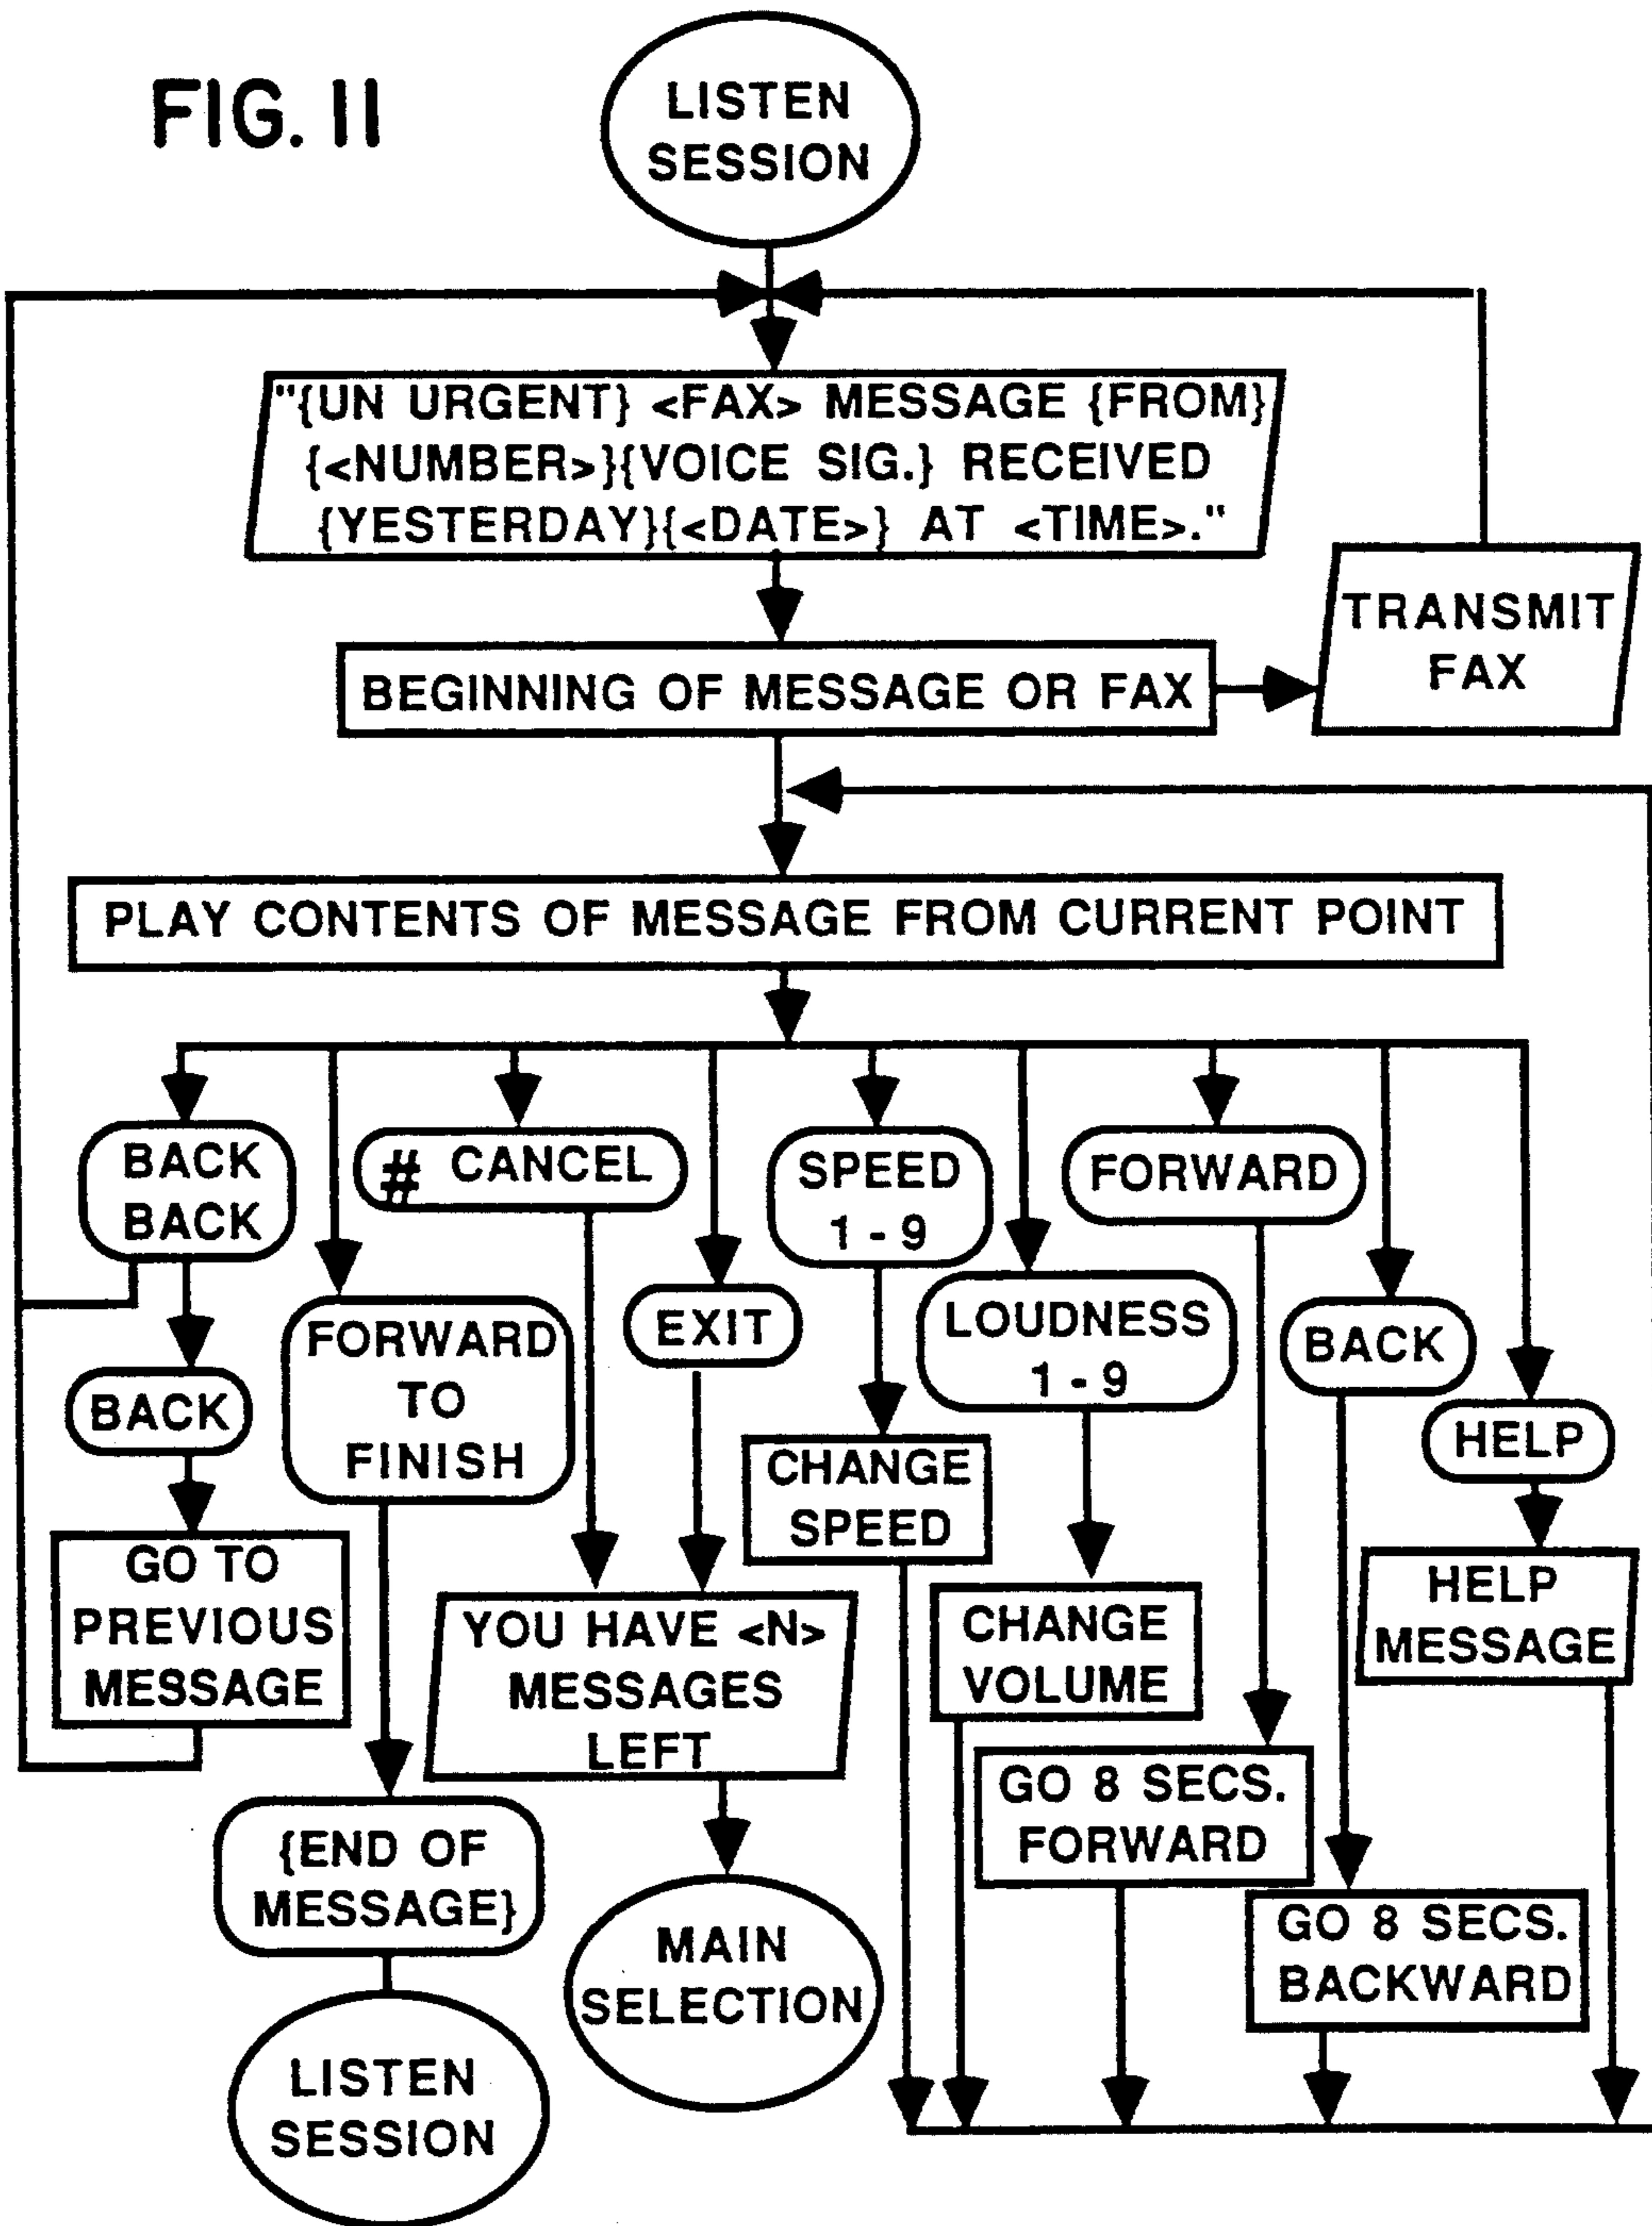 FIG. 11
LISTEN
SESSION
"{UN URGENT} <FAX> MESSAGE {FROM}
{<NUMBER>}{VOICE SIG.} RECEIVED
{YESTERDAY}{<DATE>} AT <TIME>."
TRANSMIT
FAX
BEGINNING OF MESSAGE OR FAX
PLAY CONTENTS OF MESSAGE FROM CURRENT POINT
BACK
BACK
# CANCEL
SPEED
1 - 9
FORWARD
FORWARD
TO
FINISH
EXIT
LOUDNESS
1 - 9
BACK
HELP
BACK
CHANGE
SPEED
GO TO
PREVIOUS
MESSAGE
YOU HAVE <N>
MESSAGES
LEFT
CHANGE
VOLUME
HELP
MESSAGE
GO 8 SECS.
FORWARD
{END OF
MESSAGE}
MAIN
SELECTION
GO 8 SECS.
BACKWARD
LISTEN
SESSION